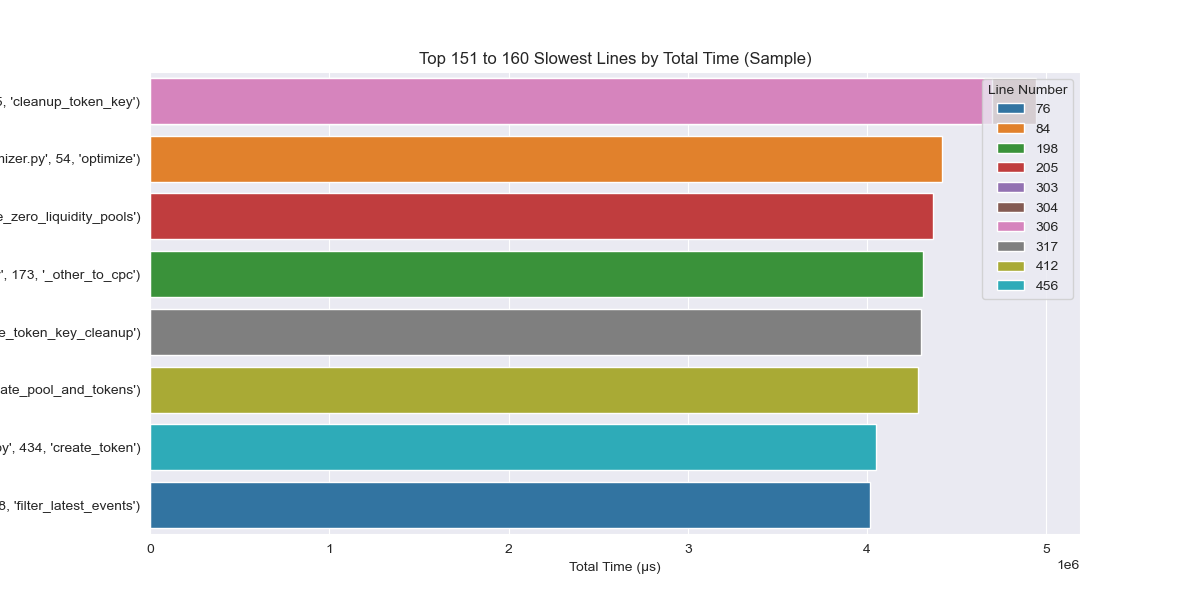 Top 151 to 160 Slowest Lines by Total Time (Sample)
5, 'cleanup_token_key')
mizer.py', 54, 'optimize')
e_zero_liquidity_pools')
', 173, '_other_to_cpc')
e_token_key_cleanup')
ate_pool_and_tokens')
py', 434, 'create_token')
8, 'filter_latest_events')
Line Number
76
84
198
205
303
304
306
317
412
456
0 1 2 3 4 5
1e6
Total Time (µs)